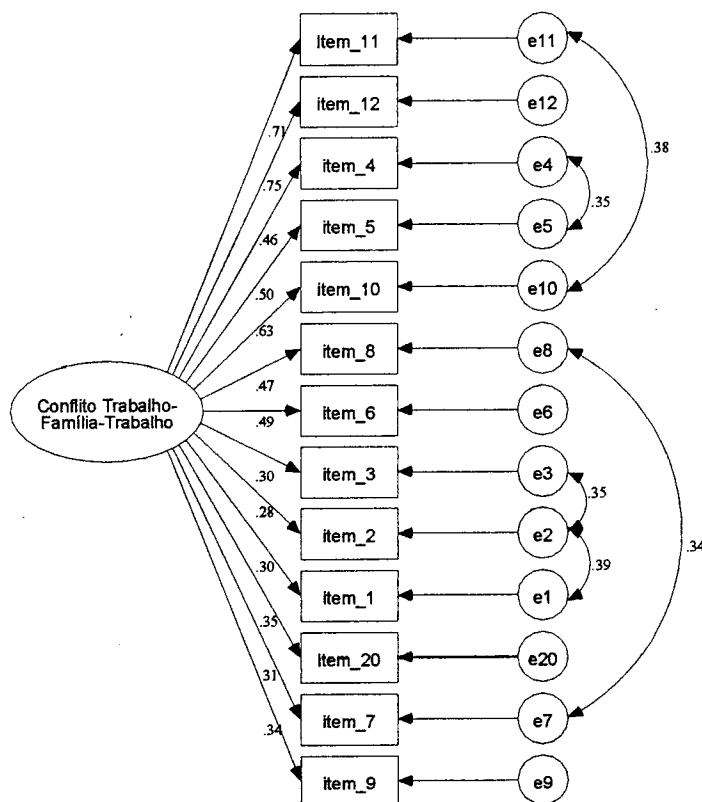 item_11
e11
.71
item_12
e12
.38
.75
item_4
e4
.35
.46
item_5
e5
.50
item_10
e10
.63
item_8
e8
.47
Conflito Trabalho-
Família-Trabalho
item_6
e6
.49
item_3
e3
.30
.35
.28
item_2
e2
.34
.39
.30
item_1
e1
.35
item_20
e20
.31
item_7
e7
.34
item_9
e9